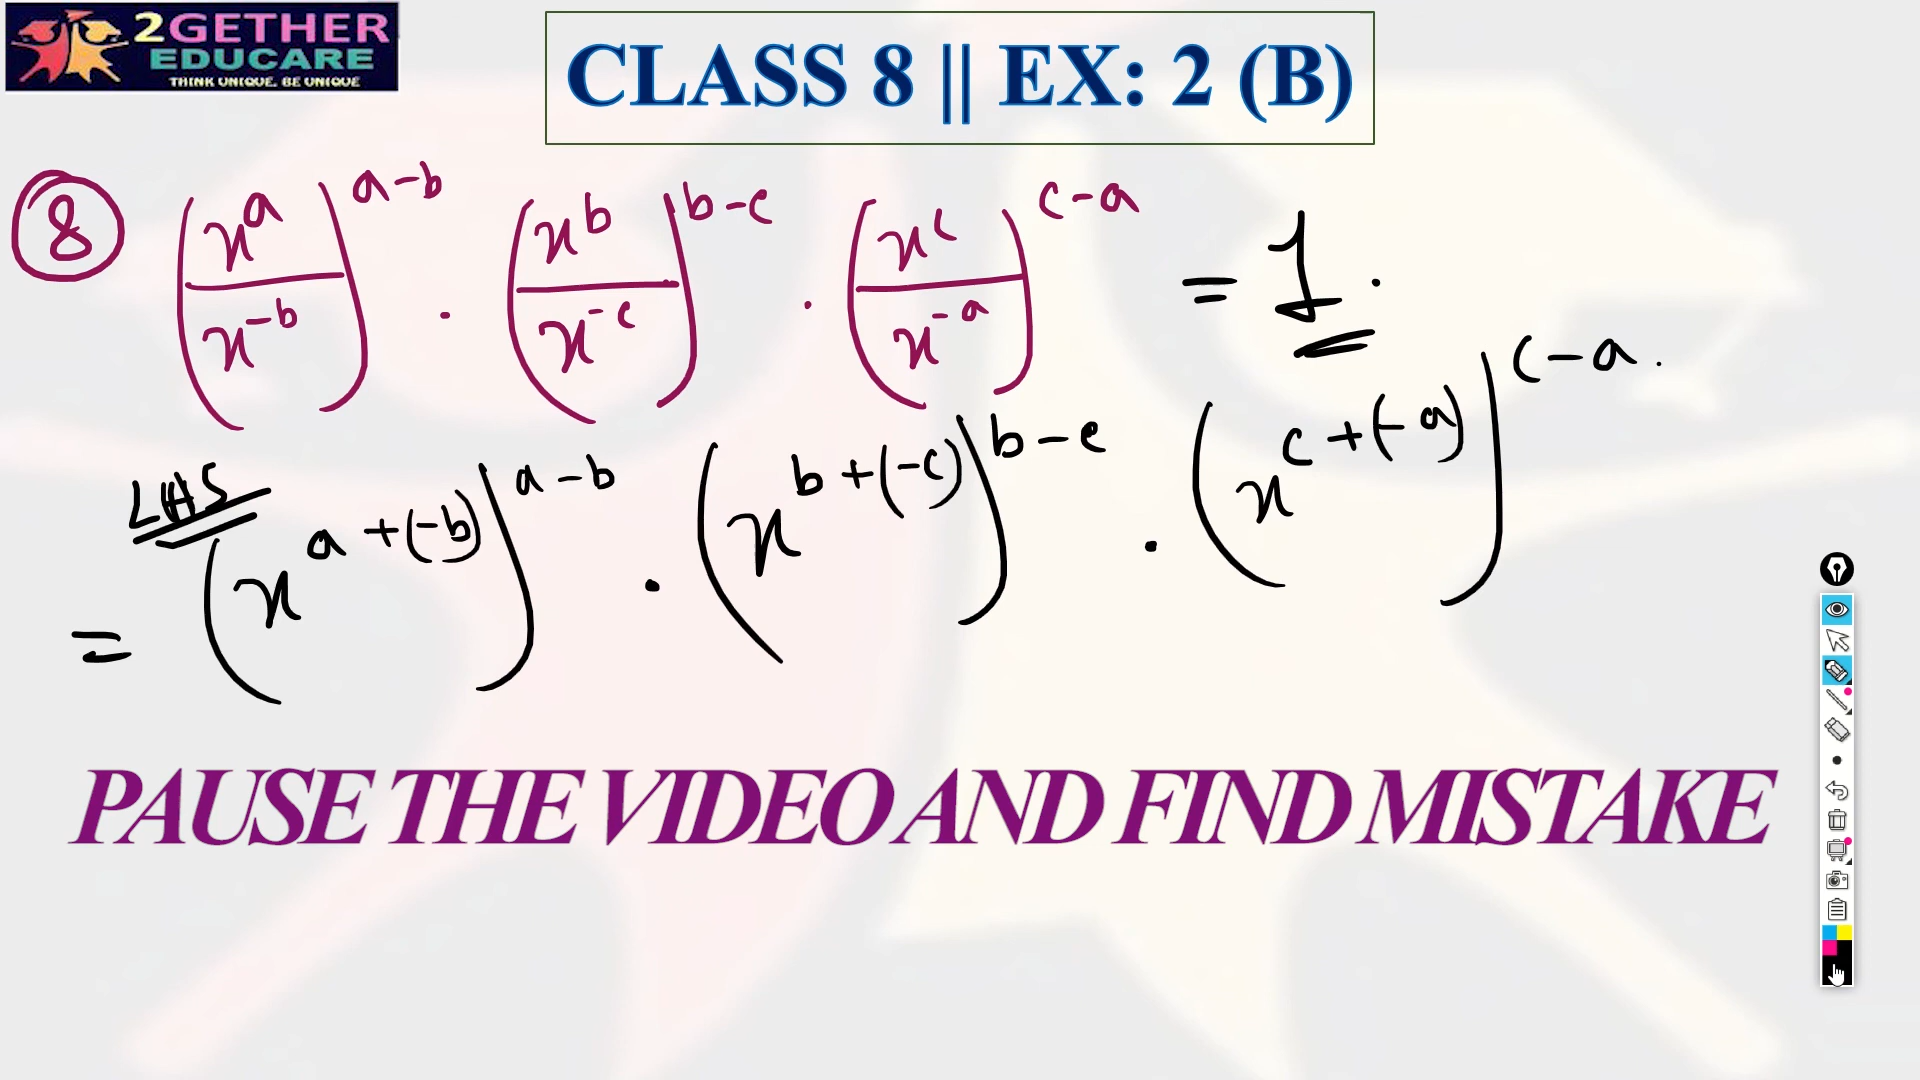 2GETHER
EDUCARE
THINK UNIQUE. BE UNIQUE
CLASS 8 || EX: 2 (B)
8 (x^a / x^-b)^a-b . (x^b / x^-c)^b-c . (x^c / x^-a)^c-a = 1 .
LHS
= (x^a+(-b))^a-b . (x^b+(-c))^b-c . (x^c+(-a))^c-a .
PAUSE THE VIDEO AND FIND MISTAKE